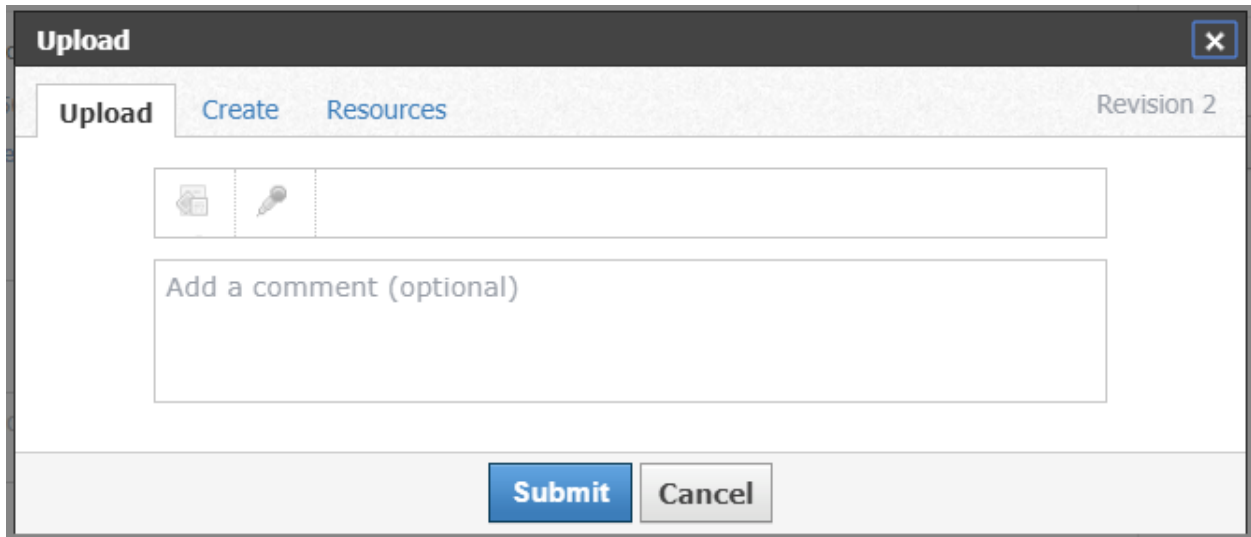 Upload
Upload Create Resources Revision 2
Add a comment (optional)
Submit Cancel